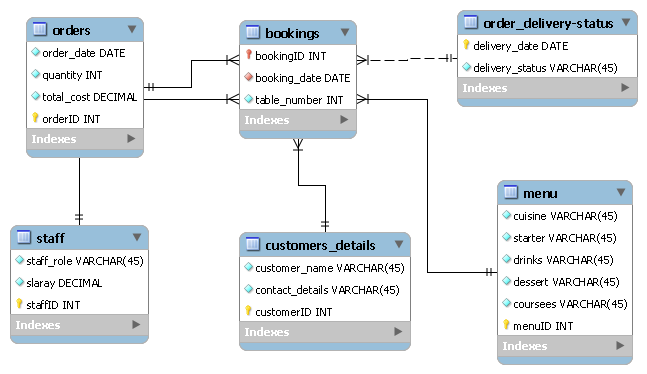 orders
order_date DATE
quantity INT
total_cost DECIMAL
orderID INT
bookings
bookingID INT
booking_date DATE
table_number INT
Indexes
order_delivery-status
delivery_date DATE
delivery_status VARCHAR(45)
Indexes
Indexes
staff
staff_role VARCHAR(45)
slaray DECIMAL
staffID INT
Indexes
customers_details
customer_name VARCHAR(45)
contact_details VARCHAR(45)
customerID INT
Indexes
menu
cuisine VARCHAR(45)
starter VARCHAR(45)
drinks VARCHAR(45)
dessert VARCHAR(45)
coursees VARCHAR(45)
menuID INT
Indexes